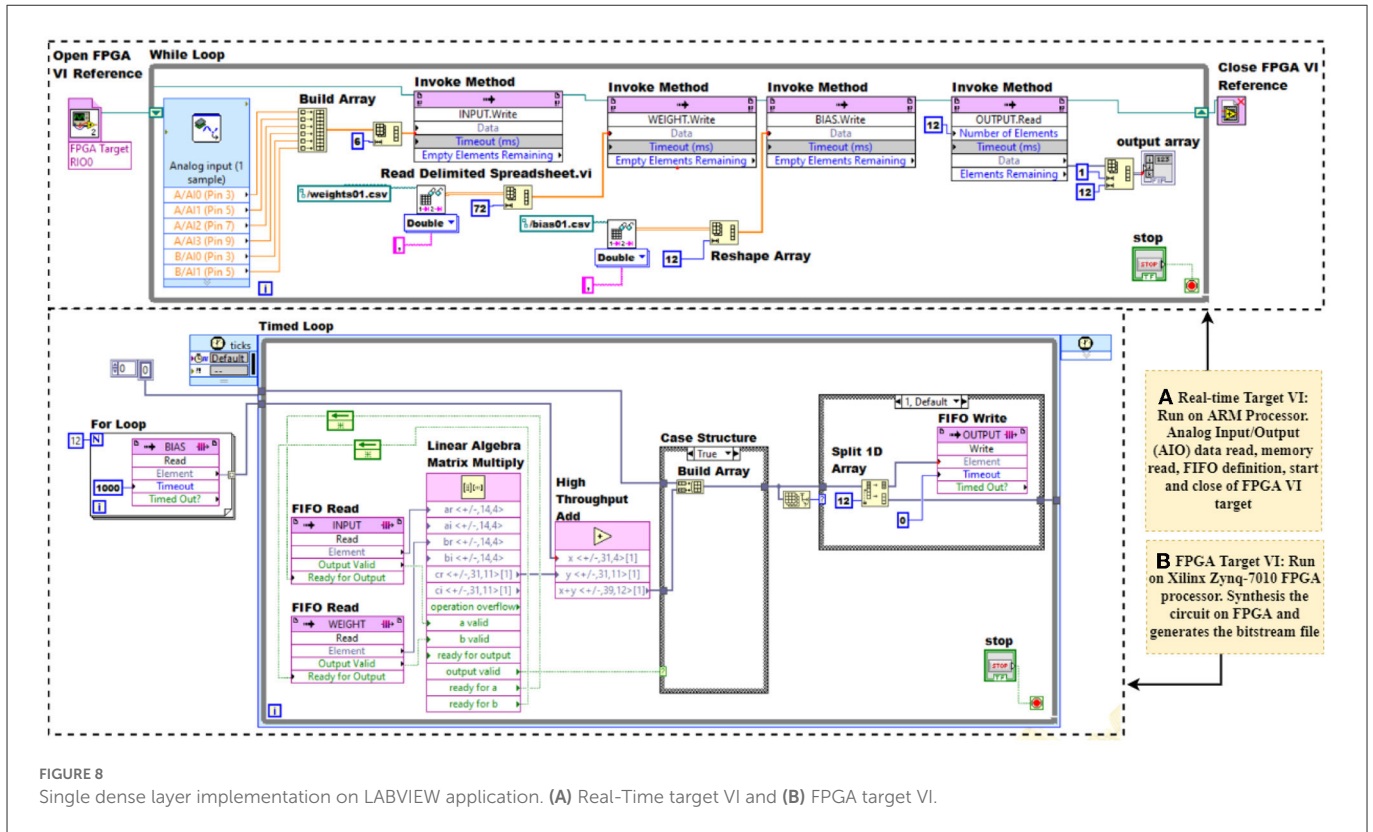 Open FPGA
VI Reference
While Loop
Close FPGA VI
Reference
FPGA Target
RIO0
Analog input (1
sample)
A/AI0 (Pin 3)
A/AI1 (Pin 5)
A/AI2 (Pin 7)
A/AI3 (Pin 9)
B/AI0 (Pin 3)
B/AI1 (Pin 5)
Build Array
6
Invoke Method
INPUT.Write
Data
Timeout (ms)
Empty Elements Remaining
Read Delimited Spreadsheet.vi
/weights01.csv
72
Double
,
Invoke Method
WEIGHT.Write
Data
Timeout (ms)
Empty Elements Remaining
/bias01.csv
Double
,
12
Reshape Array
Invoke Method
BIAS.Write
Data
Timeout (ms)
Empty Elements Remaining
Invoke Method
OUTPUT.Read
12
Number of Elements
Timeout (ms)
Data
Elements Remaining
1
12
output array
123
stop
STOP
TF
i
Timed Loop
ticks
Default
--
0
0
For Loop
12
N
BIAS
Read
Element
1000
Timeout
Timed Out?
i
FIFO Read
INPUT
Read
Element
Output Valid
Ready for Output
FIFO Read
WEIGHT
Read
Element
Output Valid
Ready for Output
Linear Algebra
Matrix Multiply
ar <+/-,14,4>
ai <+/-,14,4>
br <+/-,14,4>
bi <+/-,14,4>
cr <+/-,31,11>[1]
ci <+/-,31,11>[1]
operation overflow
a valid
b valid
ready for output
output valid
ready for a
ready for b
High
Throughput
Add
x <+/-,31,4>[1]
y <+/-,31,11>[1]
x+y <+/-,39,12>[1]
Case Structure
True
Build Array
1, Default
Split 1D
Array
12
FIFO Write
OUTPUT
Write
Element
Timeout
Timed Out?
0
stop
STOP
TF
i
A Real-time Target VI:
Run on ARM Processor.
Analog Input/Output
(AIO) data read, memory
read, FIFO definition, start
and close of FPGA VI
target
B FPGA Target VI: Run
on Xilinx Zynq-7010 FPGA
processor. Synthesis the
circuit on FPGA and
generates the bitstream file
FIGURE 8
Single dense layer implementation on LABVIEW application. (A) Real-Time target VI and (B) FPGA target VI.